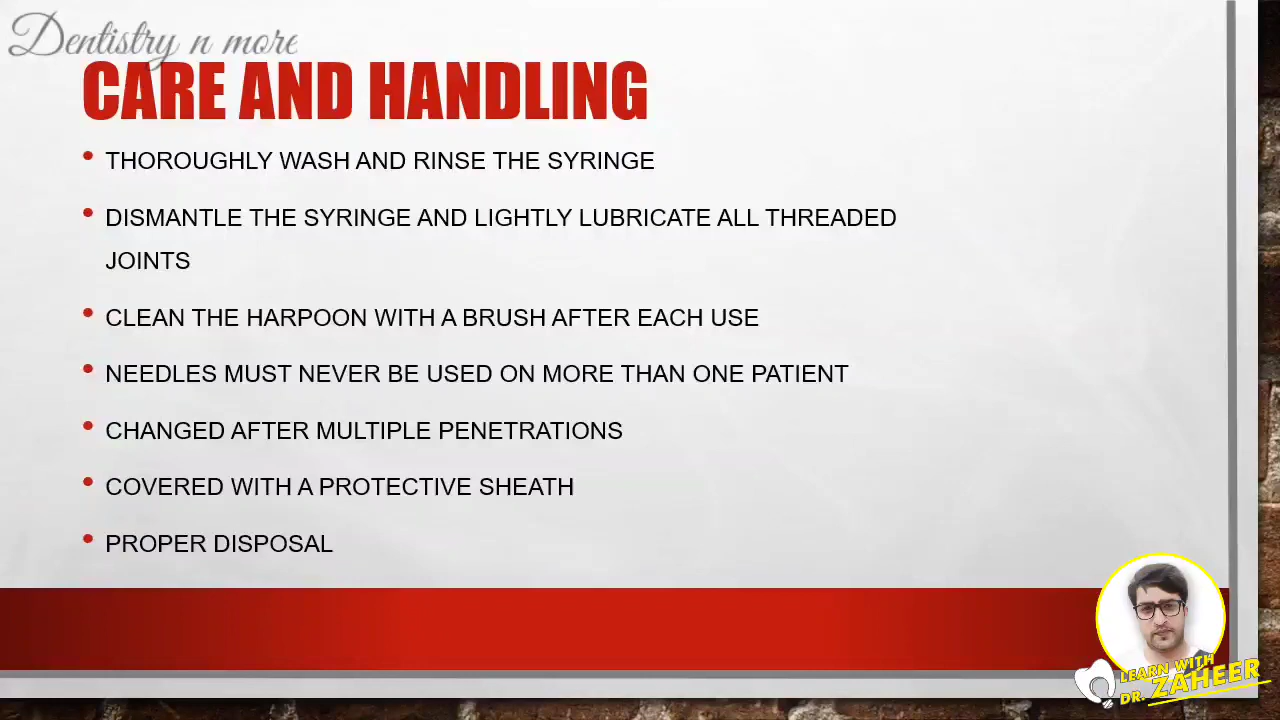 Dentistry n more
CARE AND HANDLING
• THOROUGHLY WASH AND RINSE THE SYRINGE
• DISMANTLE THE SYRINGE AND LIGHTLY LUBRICATE ALL THREADED
JOINTS
• CLEAN THE HARPOON WITH A BRUSH AFTER EACH USE
• NEEDLES MUST NEVER BE USED ON MORE THAN ONE PATIENT
• CHANGED AFTER MULTIPLE PENETRATIONS
• COVERED WITH A PROTECTIVE SHEATH
• PROPER DISPOSAL
LEARN WITH
DR. ZAHEER